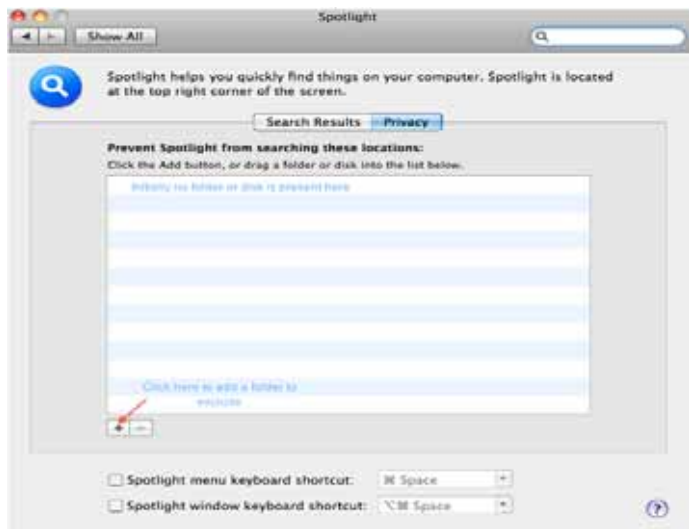 Spotlight
Show All
Spotlight helps you quickly find things on your computer. Spotlight is located
at the top right corner of the screen.
Search Results Privacy
Prevent Spotlight from searching these locations:
Click the Add button, or drag a folder or disk into the list below.
Initially no folder or disk is present here
Click here to add a folder to
exclude
+ −
Spotlight menu keyboard shortcut: ⌘ Space
Spotlight window keyboard shortcut: ⌥⌘ Space
?